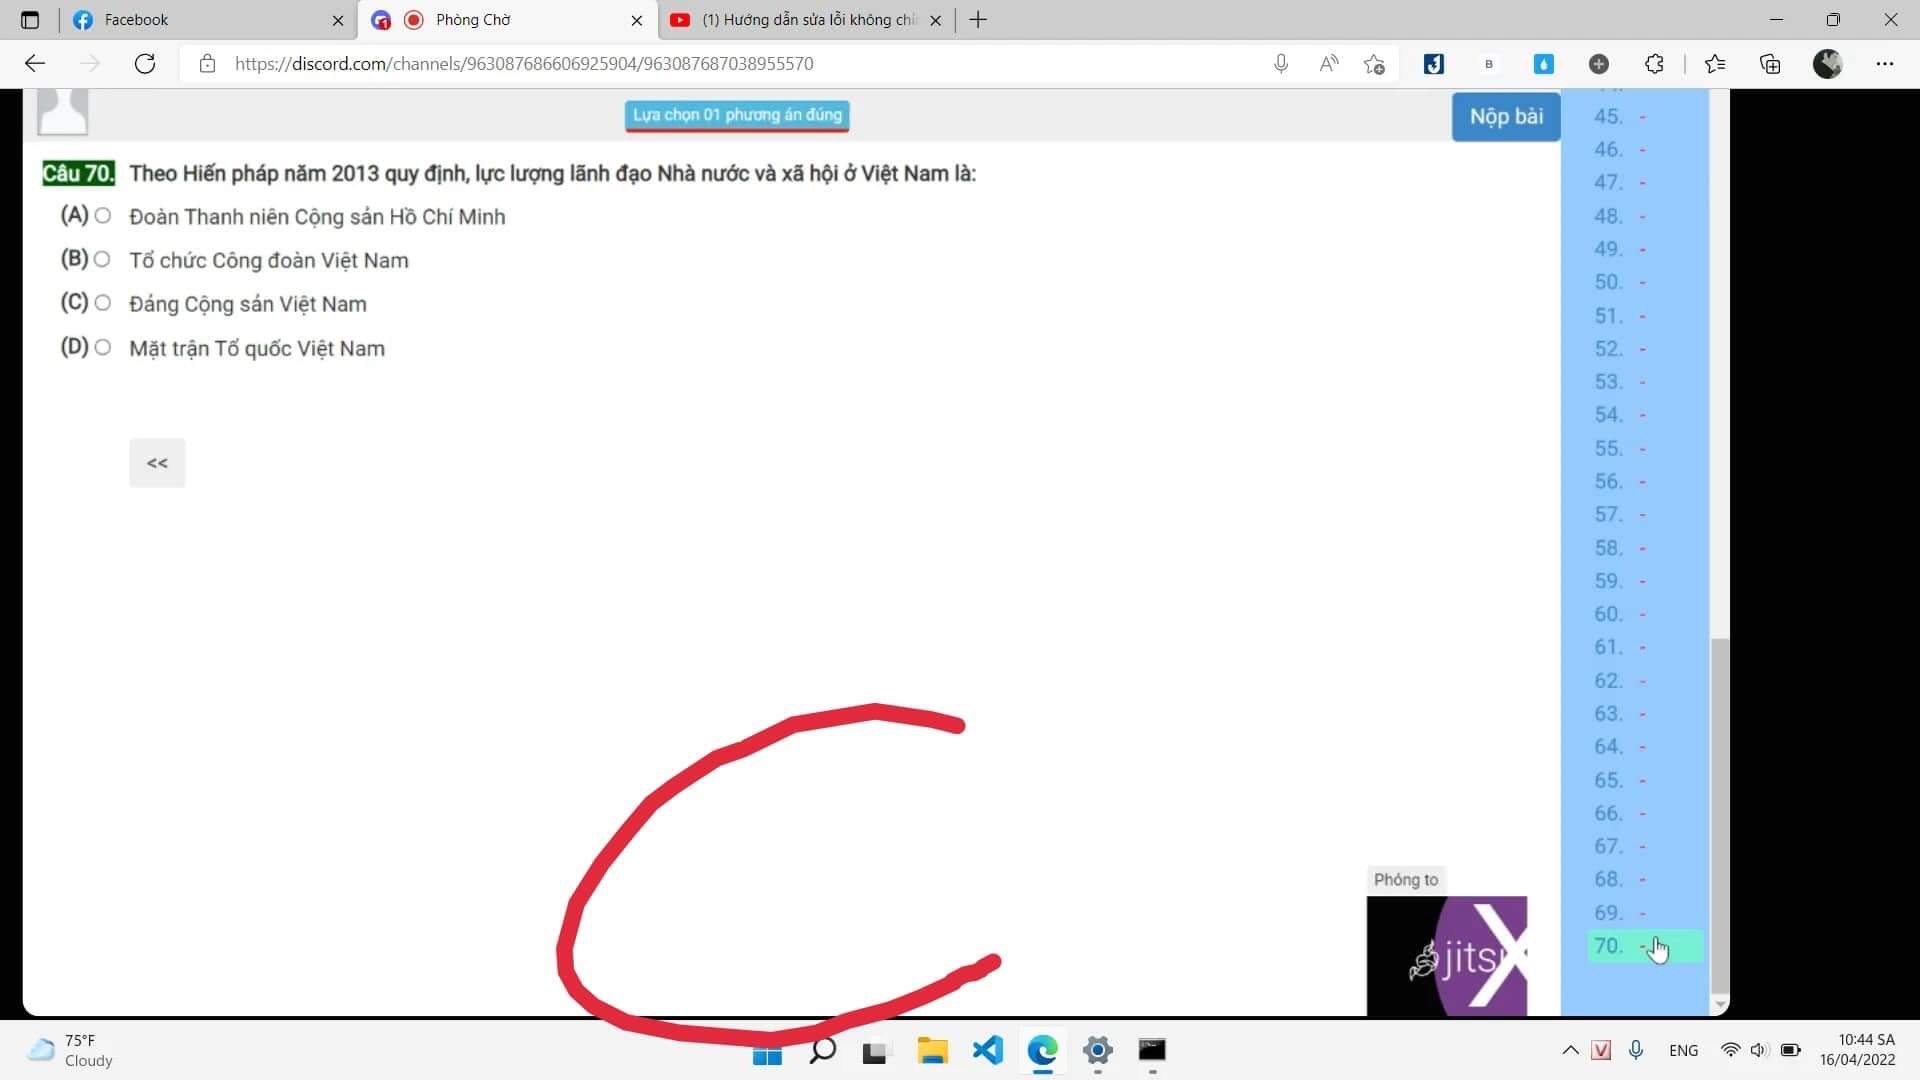 Facebook
Phòng Chờ
(1) Hướng dẫn sửa lỗi không chỉn
https://discord.com/channels/963087686606925904/963087687038955570
B
Lựa chọn 01 phương án đúng
Nộp bài
Câu 70. Theo Hiến pháp năm 2013 quy định, lực lượng lãnh đạo Nhà nước và xã hội ở Việt Nam là:
(A) Đoàn Thanh niên Cộng sản Hồ Chí Minh
(B) Tổ chức Công đoàn Việt Nam
(C) Đảng Cộng sản Việt Nam
(D) Mặt trận Tổ quốc Việt Nam
<<
45. -
46. -
47. -
48. -
49. -
50. -
51. -
52. -
53. -
54. -
55. -
56. -
57. -
58. -
59. -
60. -
61. -
62. -
63. -
64. -
65. -
66. -
67. -
68. -
69. -
70. -
Phóng to
jitsi
X
75°F
Cloudy
ENG
10:44 SA
16/04/2022